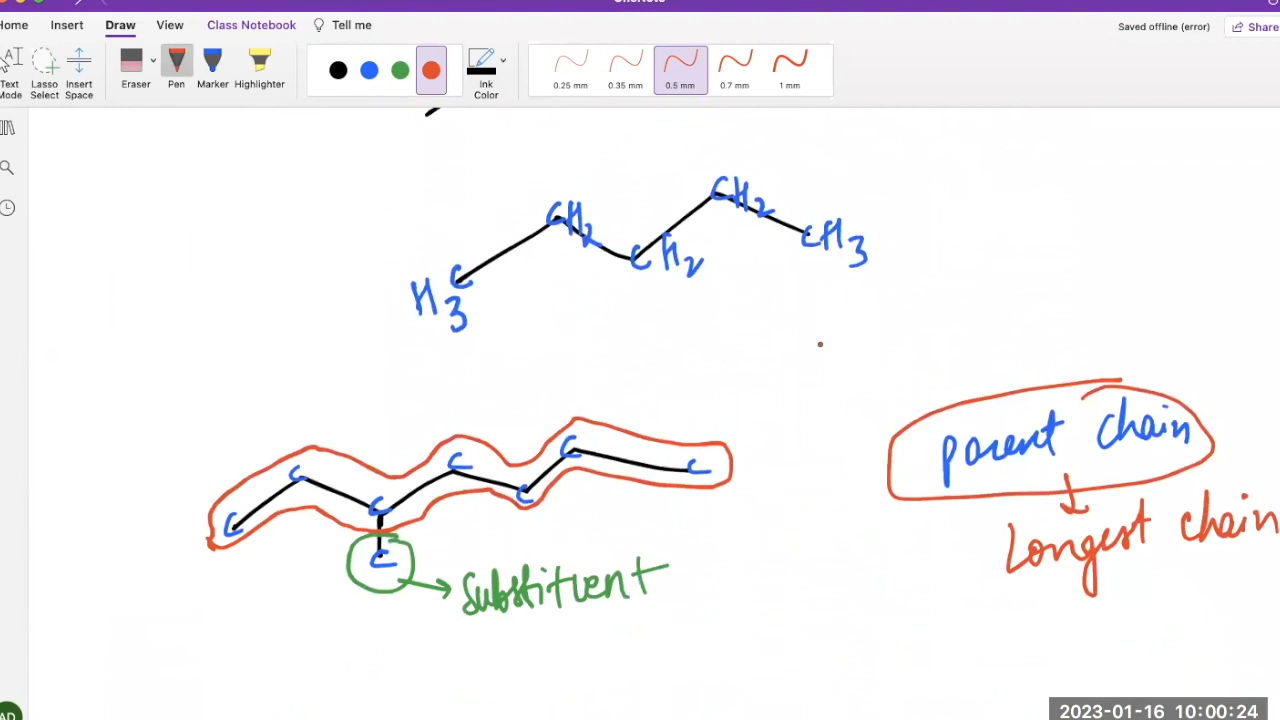 OneNote
Home Insert Draw View Class Notebook Tell me
Saved offline (error) Share
Text Mode
Lasso Select
Insert Space
Eraser
Pen
Marker
Highlighter
Ink Color
0.25 mm
0.35 mm
0.5 mm
0.7 mm
1 mm
CH2
CH2
H3C
CH2
CH3
C
C
C
C
C
C
C
C
Substituent
parent chain
Longest chain
AD
2023-01-16 10:00:24